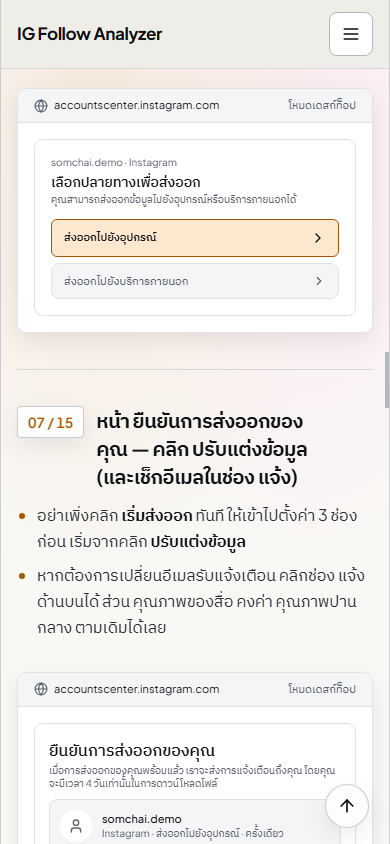 IG Follow Analyzer
accountscenter.instagram.com โหมดเดสก์ท็อป
somchai.demo · Instagram
เลือกปลายทางเพื่อส่งออก
คุณสามารถส่งออกข้อมูลไปยังอุปกรณ์หรือบริการภายนอกได้
ส่งออกไปยังอุปกรณ์
ส่งออกไปยังบริการภายนอก
07 / 15
หน้า ยืนยันการส่งออกของ
คุณ — คลิก ปรับแต่งข้อมูล
(และเช็กอีเมลในช่อง แจ้ง)
อย่าเพิ่งคลิก เริ่มส่งออก ทันที ให้เข้าไปตั้งค่า 3 ช่อง
ก่อน เริ่มจากคลิก ปรับแต่งข้อมูล
หากต้องการเปลี่ยนอีเมลรับแจ้งเตือน คลิกช่อง แจ้ง
ด้านบนได้ ส่วน คุณภาพของสื่อ คงค่า คุณภาพปาน
กลาง ตามเดิมได้เลย
accountscenter.instagram.com โหมดเดสก์ท็อป
ยืนยันการส่งออกของคุณ
เมื่อการส่งออกของคุณพร้อมแล้ว เราจะส่งการแจ้งเตือนถึงคุณ โดยคุณ
จะมีเวลา 4 วันเท่านั้นในการดาวน์โหลดไฟล์
somchai.demo
Instagram · ส่งออกไปยังอุปกรณ์ · ครั้งเดียว